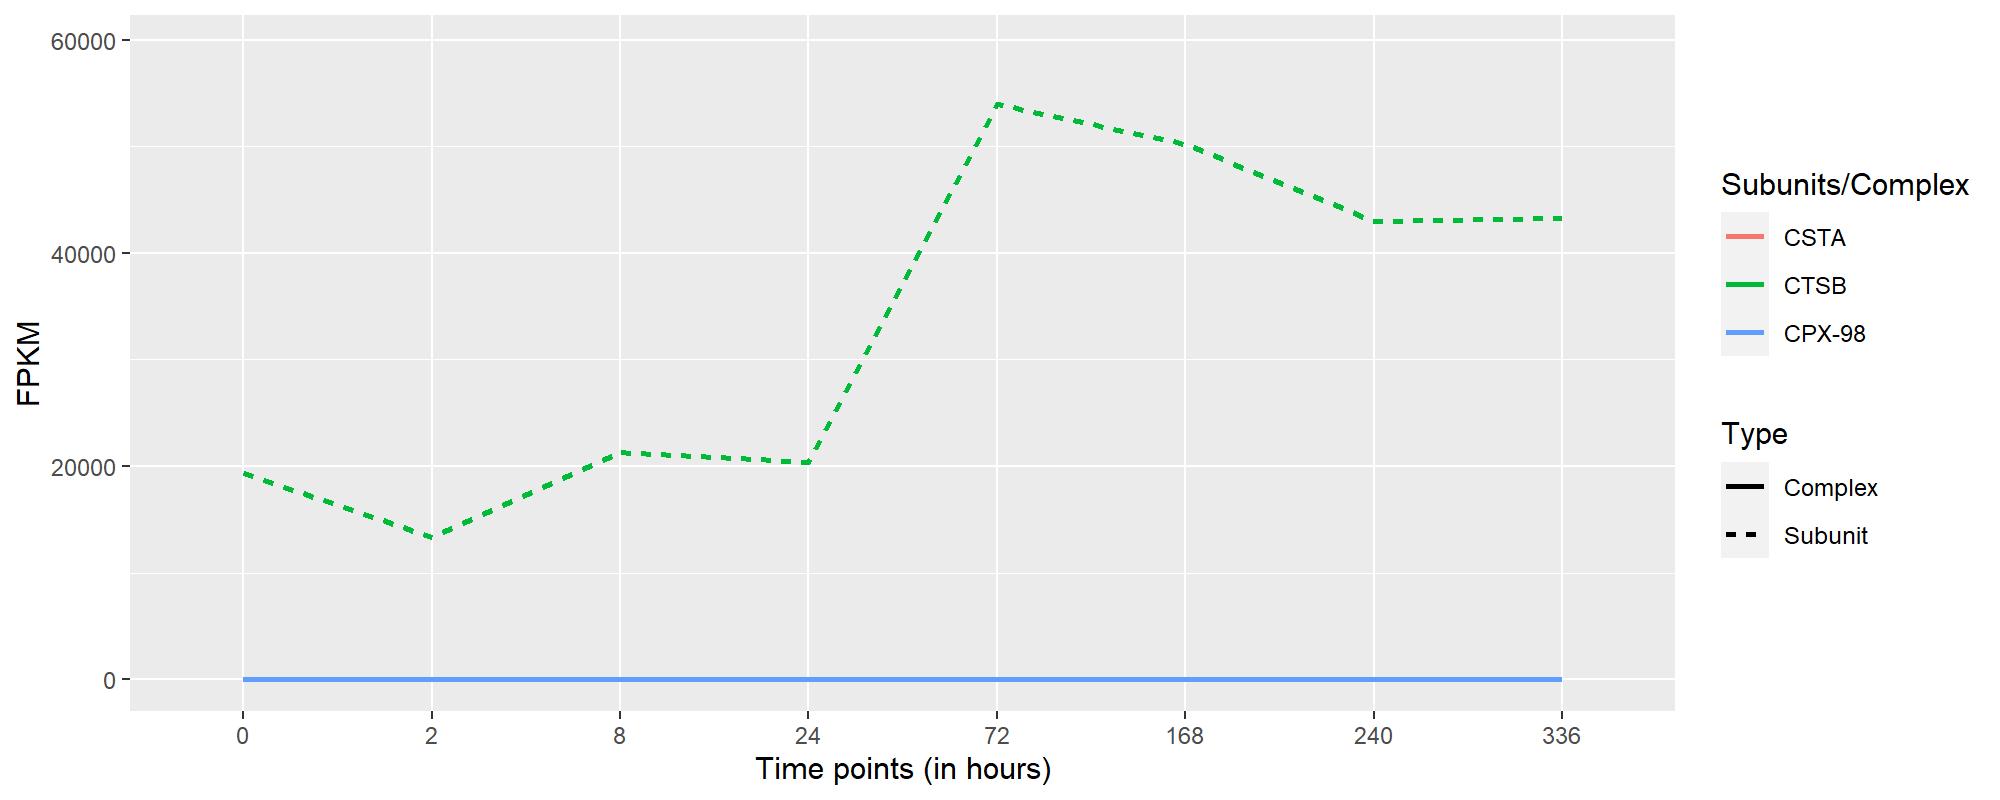 60000
40000
20000
0
FPKM
0 2 8 24 72 168 240 336
Time points (in hours)
Subunits/Complex
CSTA
CTSB
CPX-98
Type
Complex
Subunit